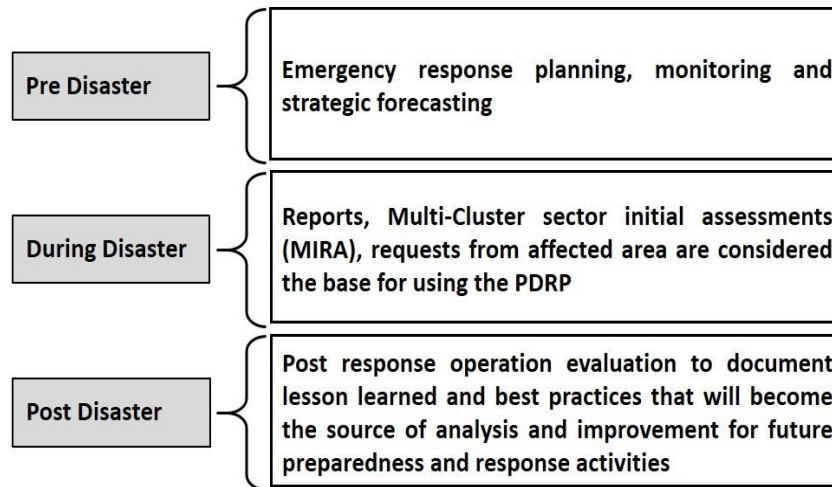 Pre Disaster
Emergency response planning, monitoring and
strategic forecasting
During Disaster
Reports, Multi-Cluster sector initial assessments
(MIRA), requests from affected area are considered
the base for using the PDRP
Post Disaster
Post response operation evaluation to document
lesson learned and best practices that will become
the source of analysis and improvement for future
preparedness and response activities